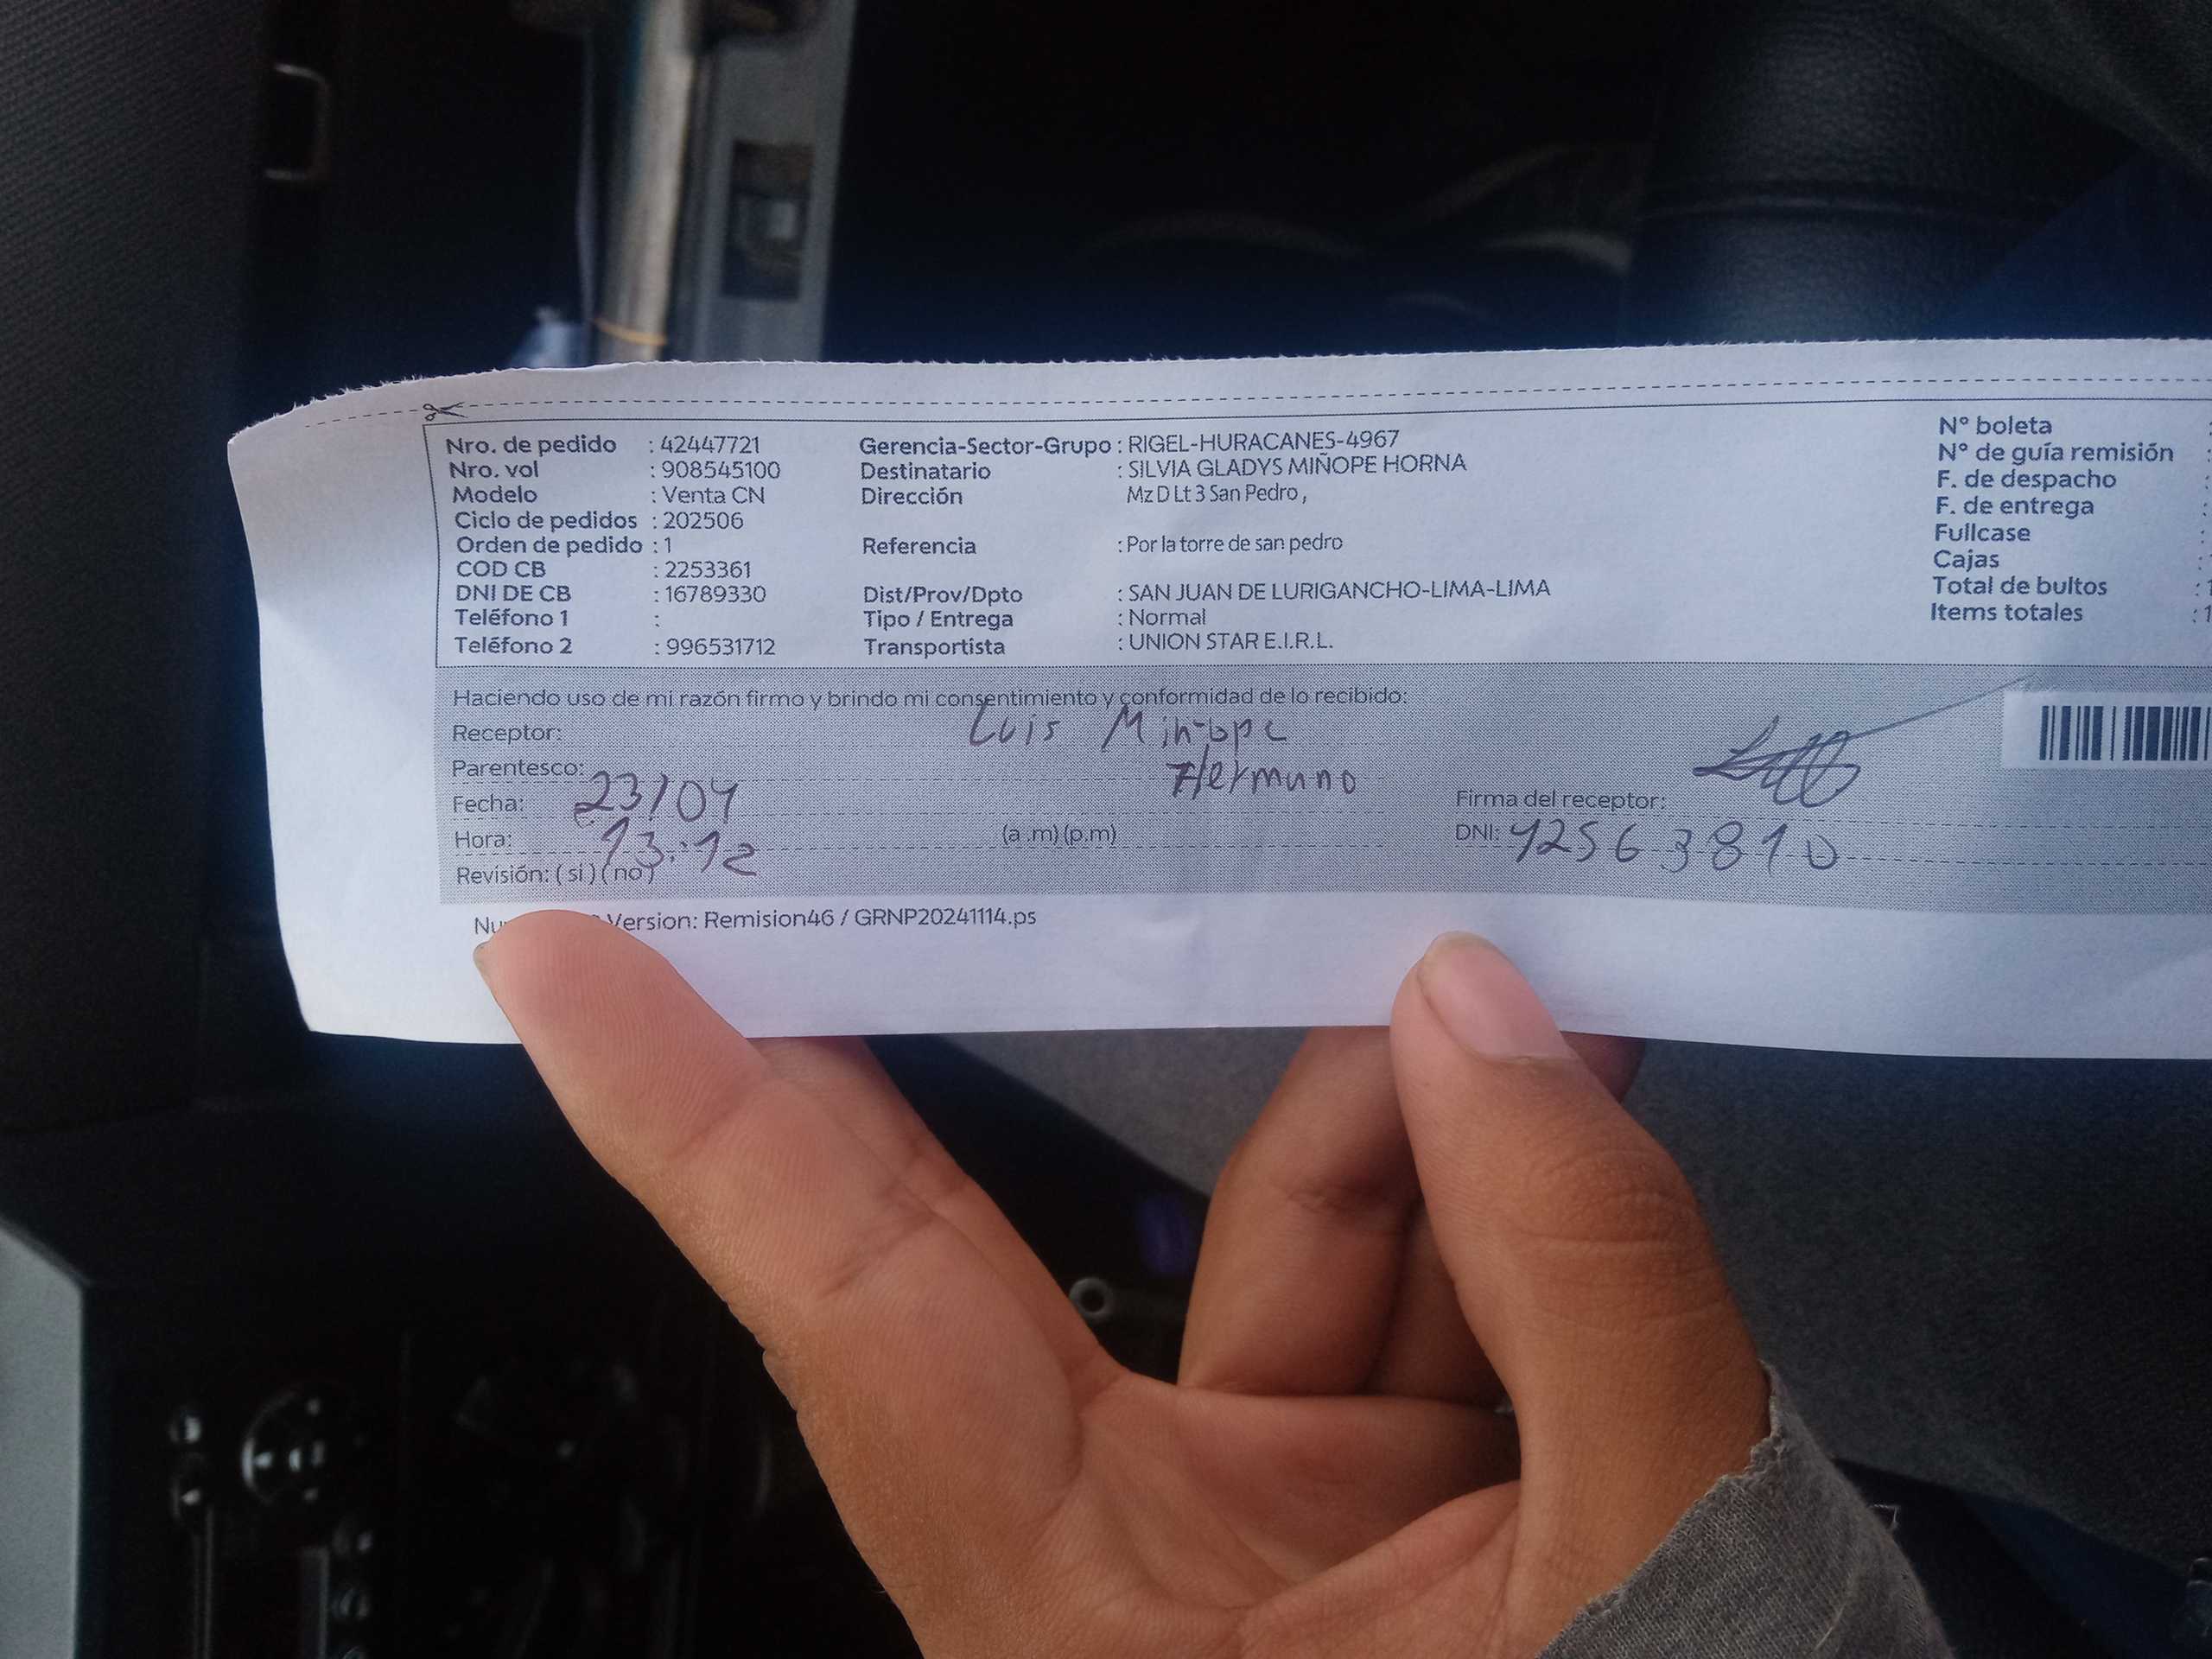 Nro. de pedido : 42447721
Nro. vol : 908545100
Modelo : Venta CN
Ciclo de pedidos : 202506
Orden de pedido : 1
COD CB : 2253361
DNI DE CB : 16789330
Teléfono 1 :
Teléfono 2 : 996531712
Gerencia-Sector-Grupo : RIGEL-HURACANES-4967
Destinatario : SILVIA GLADYS MIÑOPE HORNA
Dirección Mz D Lt 3 San Pedro ,
Referencia : Por la torre de san pedro
Dist/Prov/Dpto : SAN JUAN DE LURIGANCHO-LIMA-LIMA
Tipo / Entrega : Normal
Transportista : UNION STAR E.I.R.L.
N° boleta :
N° de guía remisión :
F. de despacho :
F. de entrega :
Fullcase :
Cajas :
Total de bultos : 1
Items totales : 1
Haciendo uso de mi razón firmo y brindo mi consentimiento y conformidad de lo recibido:
Receptor: Luis Miñope
Parentesco: Hermano
Fecha: 23/04
Hora: 13:12 (a .m) (p.m)
Revisión: ( si ) ( no )
Firma del receptor:
DNI: 42563810
Version: Remision46 / GRNP20241114.ps